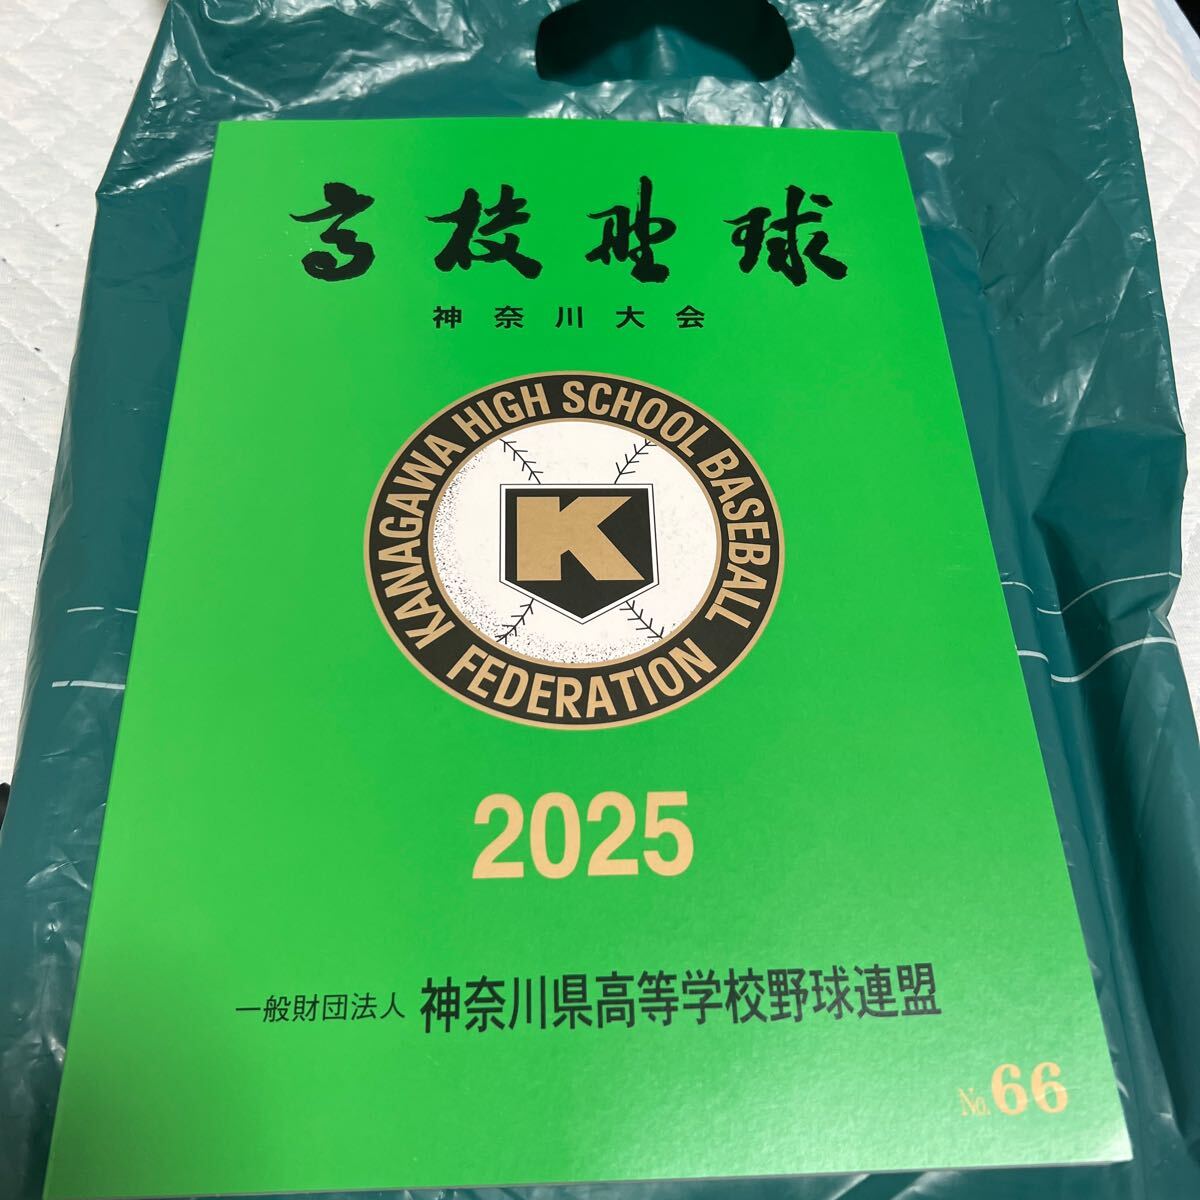 高校野球
神奈川大会
KANAGAWA HIGH SCHOOL BASEBALL
FEDERATION
K
2025
一般財団法人 神奈川県高等学校野球連盟
No.66